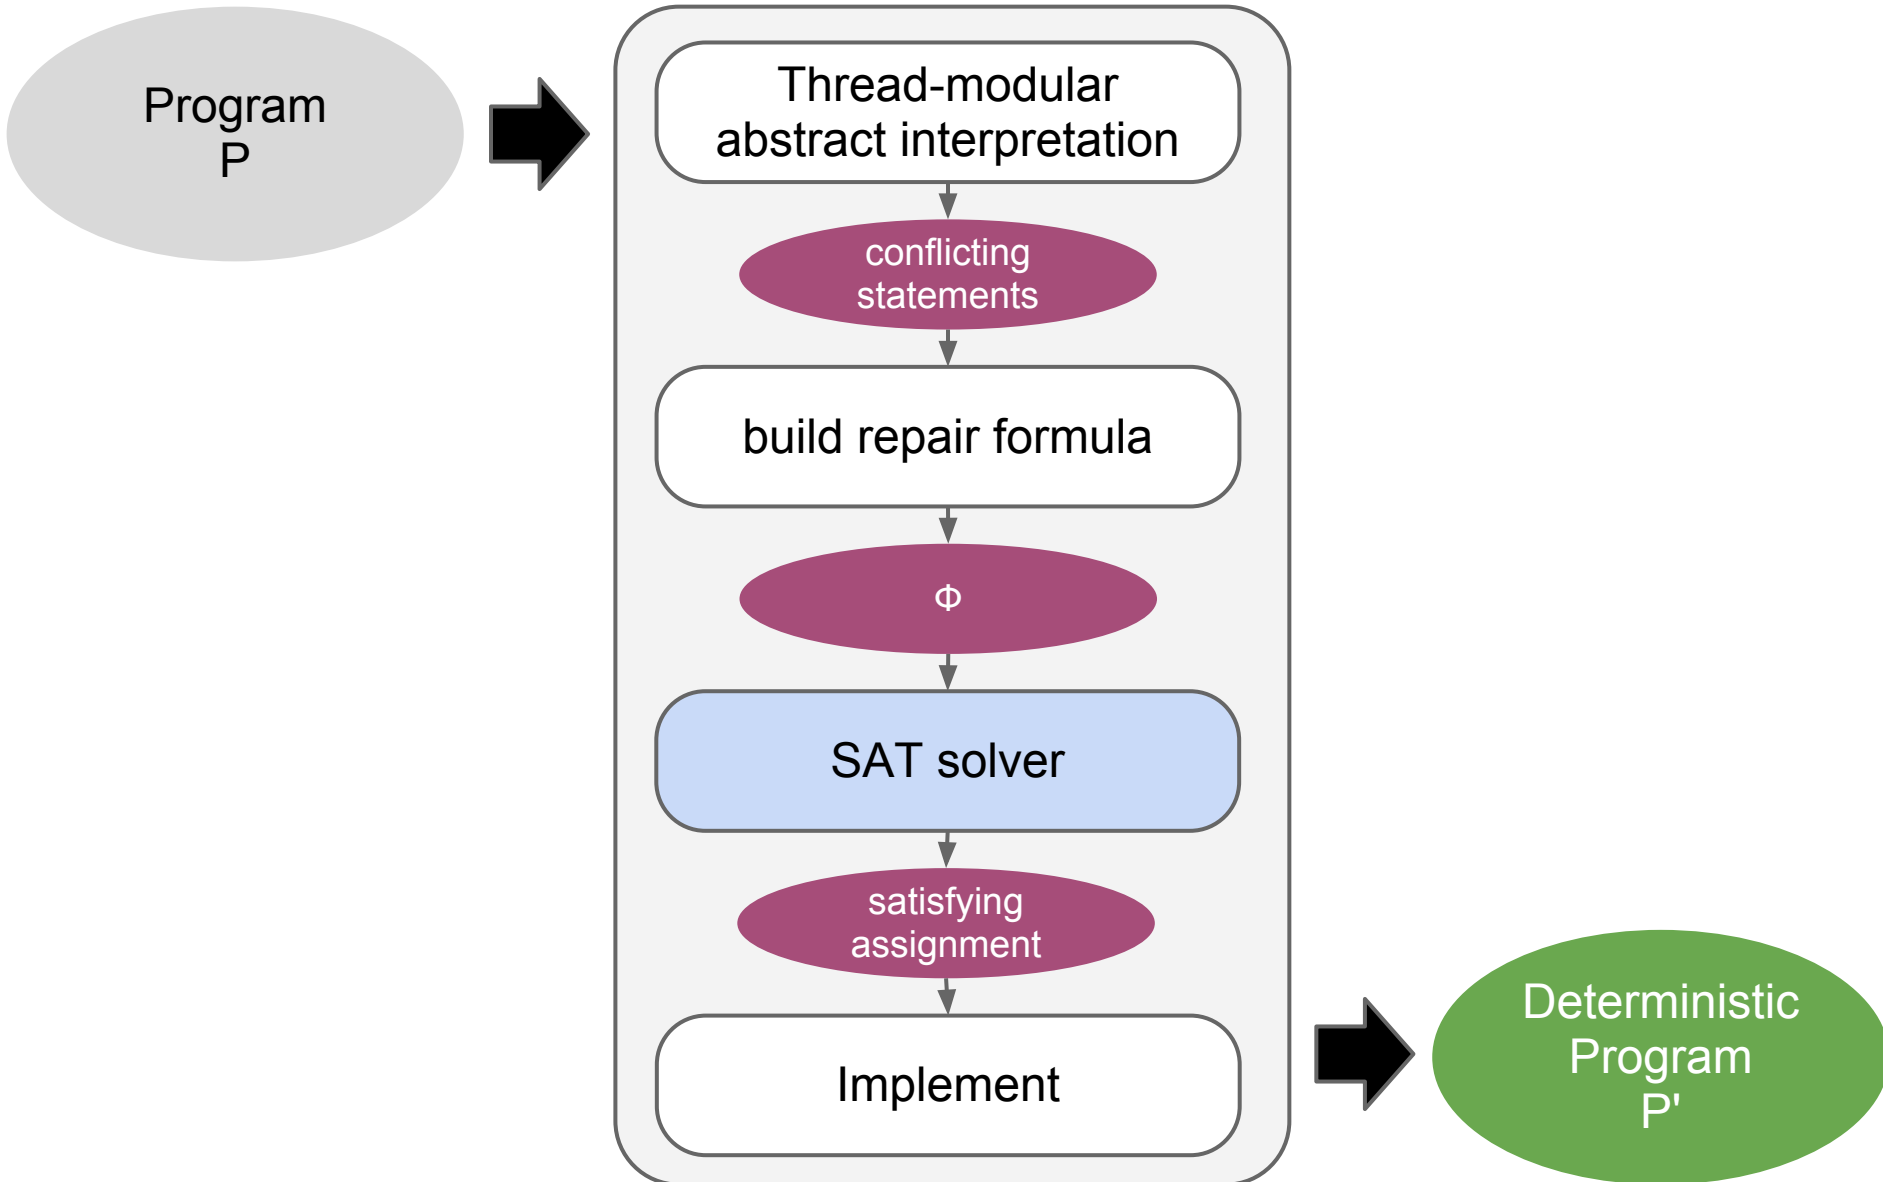 Program
P
Thread-modular
abstract interpretation
conflicting
statements
build repair formula
Φ
SAT solver
satisfying
assignment
Implement
Deterministic
Program
P'